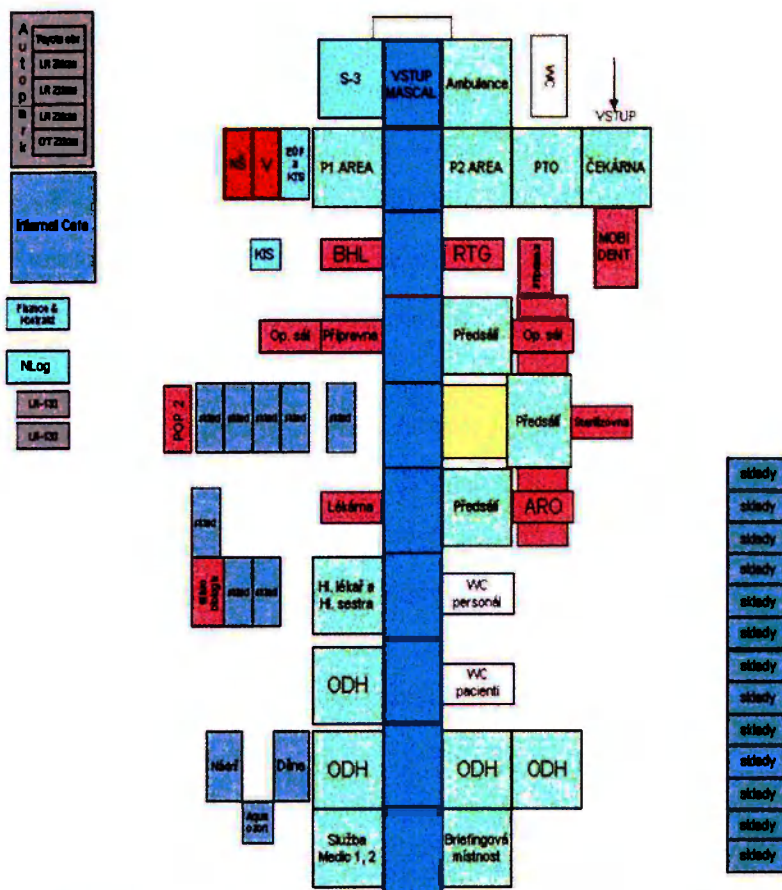 Autopark
S-3
VSTUP
MASCAL
Ambulance
WC
VSTUP
V
P1 AREA
P2 AREA
PTO
ČEKÁRNA
Internet Cafe
KIS
BHL
RTG
MOBI
DENT
Finance &
NLog
Op. sál
Přípravna
Předsálí
Op. sál
POP 2
sklad
sklad
sklad
sklad
sklad
Předsálí
Sterilizovna
sklad
Lékárna
Předsálí
ARO
sklad
sklad
Hl. lékař a
Hl. sestra
WC
personál
ODH
WC
pacienti
Dílna
ODH
ODH
ODH
Aqua
Služba
Medic 1, 2
Briefingová
místnost
sklady
sklady
sklady
sklady
sklady
sklady
sklady
sklady
sklady
sklady
sklady
sklady
sklady